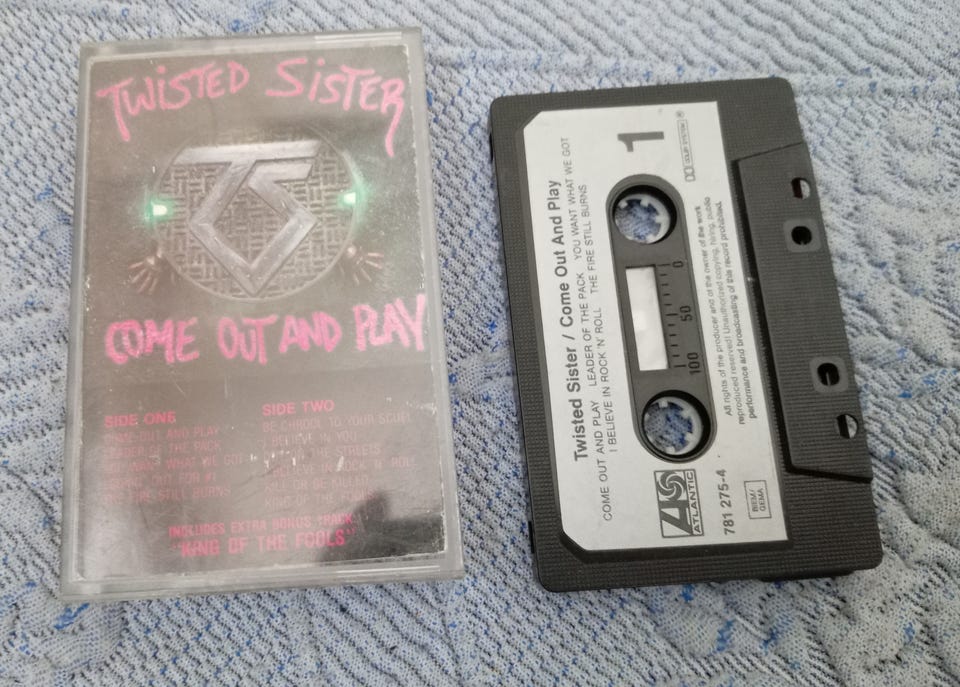 TWISTED SISTER
TS
COME OUT AND PLAY
SIDE ONE
COME OUT AND PLAY
LEADER OF THE PACK
YOU WANT WHAT WE GOT
OUT FOR #1
THE FIRE STILL BURNS
SIDE TWO
BE YOUR SCUEL
I BELIEVE IN
STREETS
I BELIEVE IN ROCK 'N' ROLL
KILL OR BE KILLED
OF THE FOOLS
INCLUDES EXTRA BONUS TRACK:
"KING OF THE FOOLS"
1
DOLBY SYSTEM ®
Twisted Sister / Come Out And Play
COME OUT AND PLAY LEADER OF THE PACK YOU WANT WHAT WE GOT
I BELIEVE IN ROCK 'N' ROLL THE FIRE STILL BURNS
0
50
100
All rights of the producer and of the owner of the work
reproduced reserved! Unauthorized copying, hiring, public
performance and broadcasting of this record prohibited.
ATLANTIC
781 275-4
BIEM/
GEMA